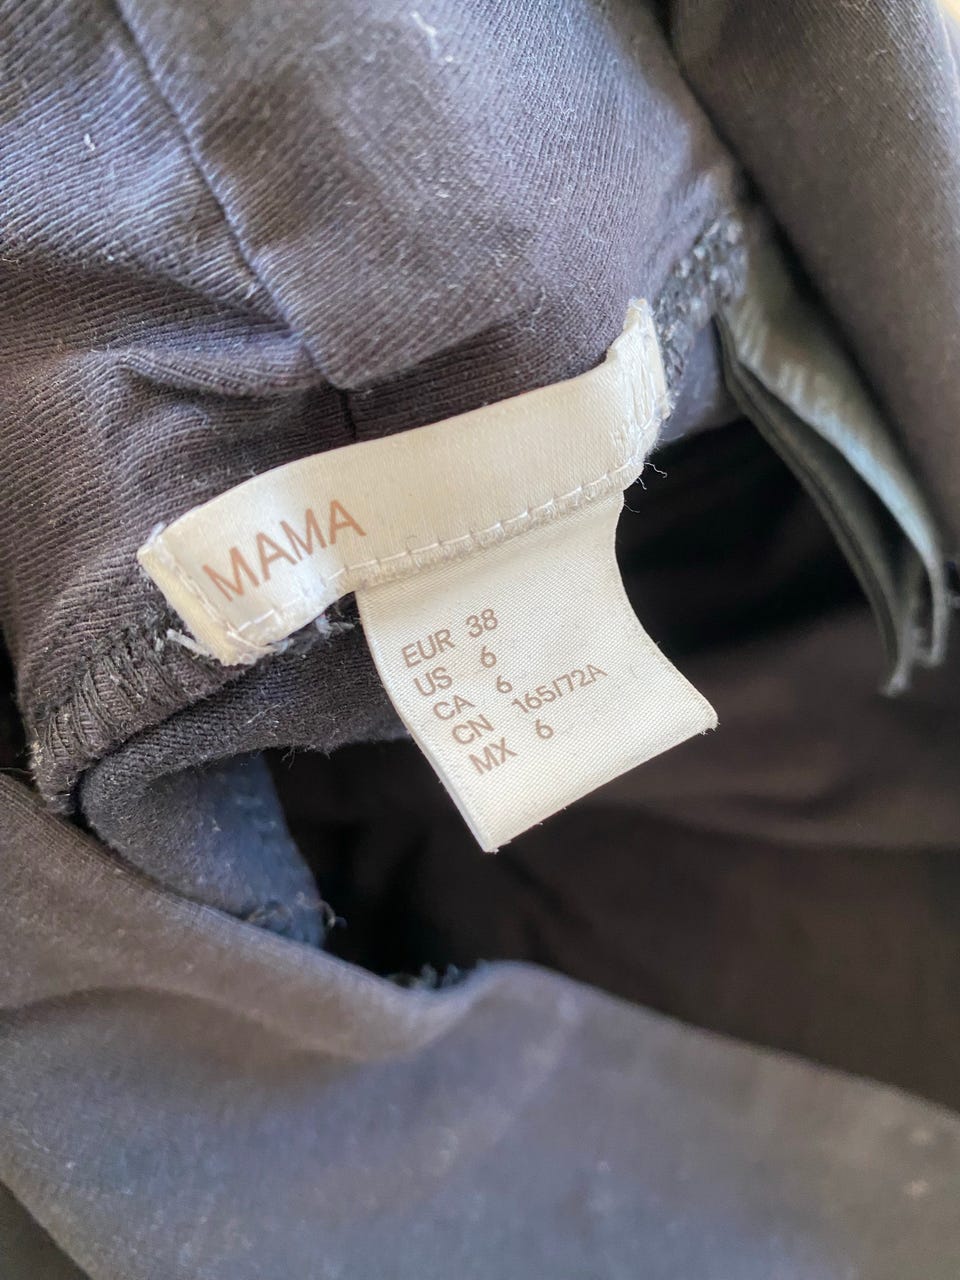 MAMA
EUR 38
US 6
CA 6
CN 165/72A
MX 6